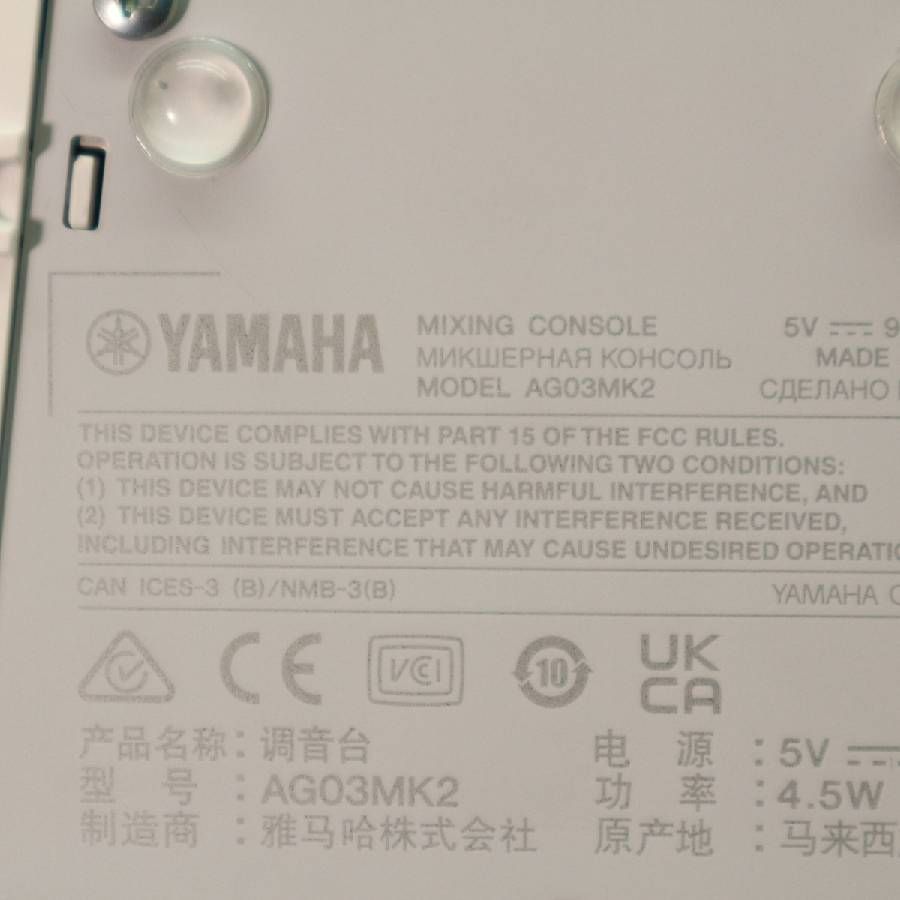 YAMAHA
MIXING CONSOLE
МИКШЕРНАЯ КОНСОЛЬ
MODEL AG03MK2
5V 9
MADE
СДЕЛАНО
THIS DEVICE COMPLIES WITH PART 15 OF THE FCC RULES.
OPERATION IS SUBJECT TO THE FOLLOWING TWO CONDITIONS:
(1) THIS DEVICE MAY NOT CAUSE HARMFUL INTERFERENCE, AND
(2) THIS DEVICE MUST ACCEPT ANY INTERFERENCE RECEIVED,
INCLUDING INTERFERENCE THAT MAY CAUSE UNDESIRED OPERATI
CAN ICES-3 (B)/NMB-3(B)
YAMAHA C
CE
VCI
10
UK
CA
产品名称：调音台
型 号 ：AG03MK2
制造商 ：雅马哈株式会社
电 源 ：5V
功 率 ：4.5W
原产地 ：马来西